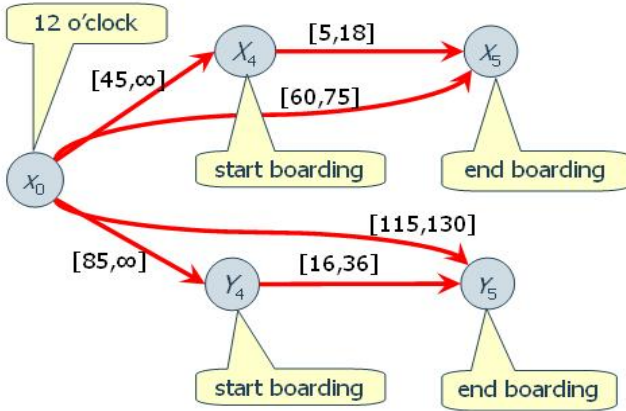 12 o'clock
X₄
[5,18]
X₅
[45,∞]
[60,75]
start boarding
end boarding
x₀
[115,130]
[85,∞]
[16,36]
Y₄
Y₅
start boarding
end boarding